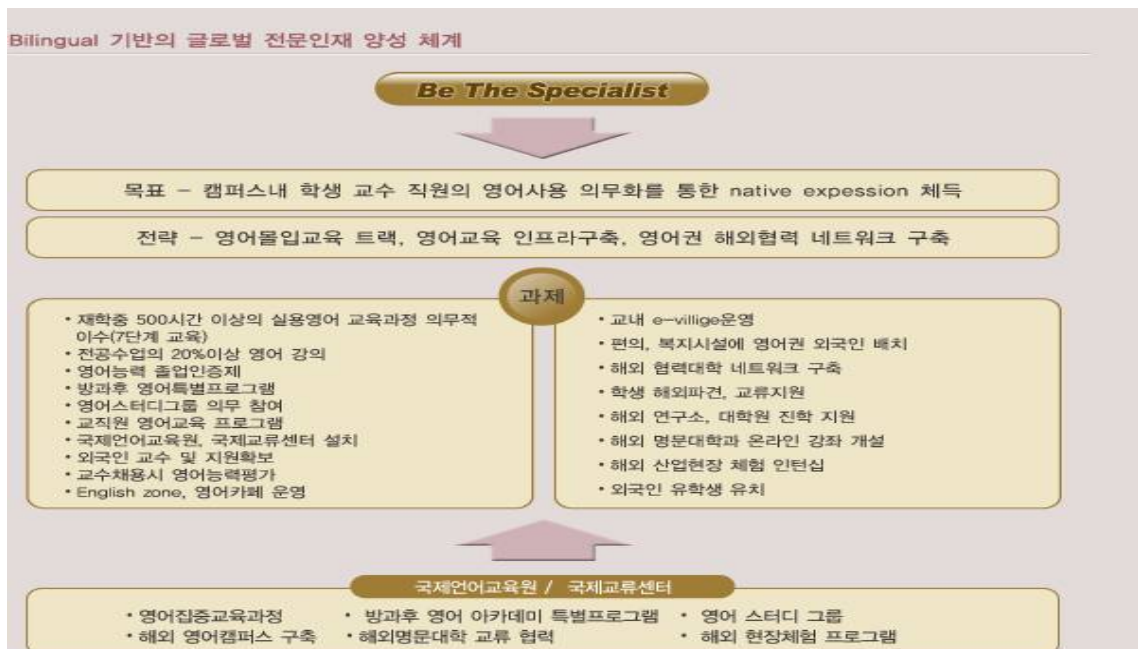 Bilingual 기반의 글로벌 전문인재 양성 체계
Be The Specialist
목표 - 캠퍼스내 학생 교수 직원의 영어사용 의무화를 통한 native expession 체득
전략 - 영어몰입교육 트랙, 영어교육 인프라구축, 영어권 해외협력 네트워크 구축
과제
• 재학중 500시간 이상의 실용영어 교육과정 의무적
이수(7단계 교육)
• 전공수업의 20%이상 영어 강의
• 영어능력 졸업인증제
• 방과후 영어특별프로그램
• 영어스터디그룹 의무 참여
• 교직원 영어교육 프로그램
• 국제언어교육원, 국제교류센터 설치
• 외국인 교수 및 지원확보
• 교수채용시 영어능력평가
• English zone, 영어카페 운영
• 교내 e-villige운영
• 편의, 복지시설에 영어권 외국인 배치
• 해외 협력대학 네트워크 구축
• 학생 해외파견, 교류지원
• 해외 연구소, 대학원 진학 지원
• 해외 명문대학과 온라인 강좌 개설
• 해외 산업현장 체험 인턴십
• 외국인 유학생 유치
국제언어교육원 / 국제교류센터
• 영어집중교육과정 • 방과후 영어 아카데미 특별프로그램 • 영어 스터디 그룹
• 해외 영어캠퍼스 구축 • 해외명문대학 교류 협력 • 해외 현장체험 프로그램